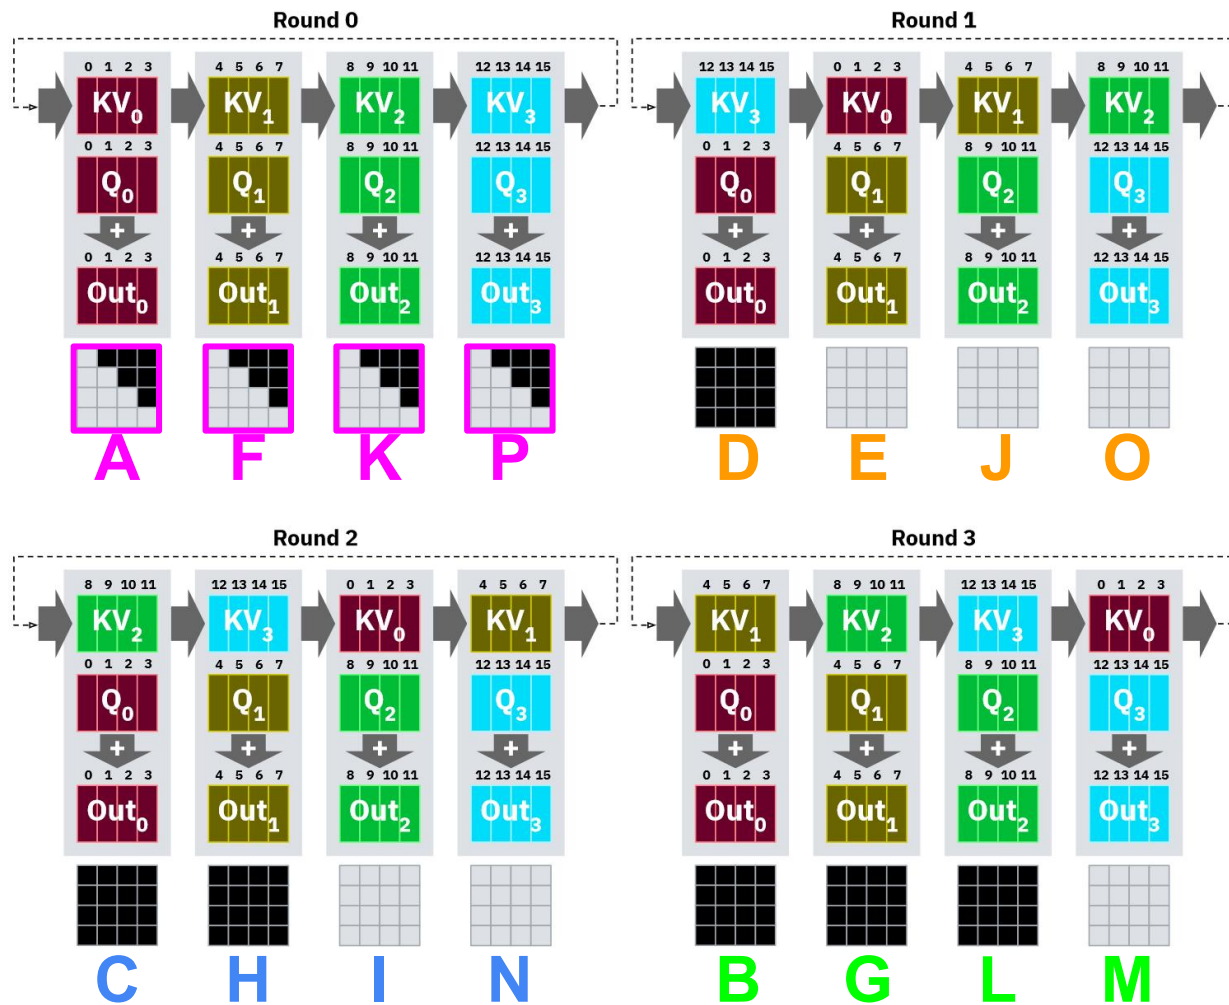 Round 0 Round 1
0 1 2 3 4 5 6 7 8 9 10 11 12 13 14 15 12 13 14 15 0 1 2 3 4 5 6 7 8 9 10 11
KV0 KV1 KV2 KV3 KV3 KV0 KV1 KV2
0 1 2 3 4 5 6 7 8 9 10 11 12 13 14 15 0 1 2 3 4 5 6 7 8 9 10 11 12 13 14 15
Q0 Q1 Q2 Q3 Q0 Q1 Q2 Q3
+ + + + + + + +
0 1 2 3 4 5 6 7 8 9 10 11 12 13 14 15 0 1 2 3 4 5 6 7 8 9 10 11 12 13 14 15
Out0 Out1 Out2 Out3 Out0 Out1 Out2 Out3
A F K P D E J O
Round 2 Round 3
8 9 10 11 12 13 14 15 0 1 2 3 4 5 6 7 4 5 6 7 8 9 10 11 12 13 14 15 0 1 2 3
KV2 KV3 KV0 KV1 KV1 KV2 KV3 KV0
0 1 2 3 4 5 6 7 8 9 10 11 12 13 14 15 0 1 2 3 4 5 6 7 8 9 10 11 12 13 14 15
Q0 Q1 Q2 Q3 Q0 Q1 Q2 Q3
+ + + + + + + +
0 1 2 3 4 5 6 7 8 9 10 11 12 13 14 15 0 1 2 3 4 5 6 7 8 9 10 11 12 13 14 15
Out0 Out1 Out2 Out3 Out0 Out1 Out2 Out3
C H I N B G L M